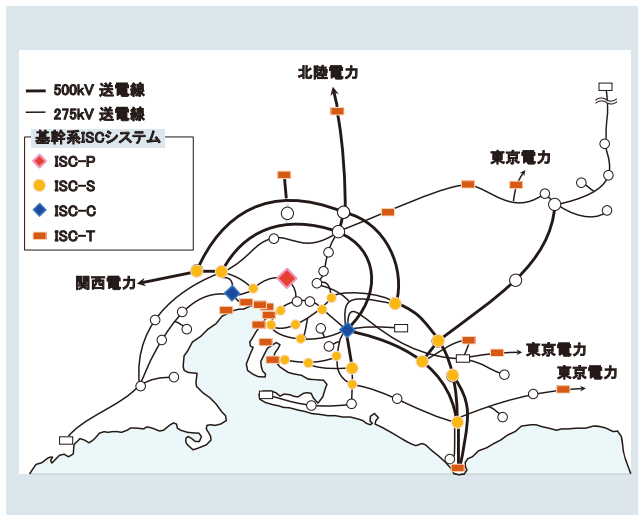 北陸電力
500kV 送電線
275kV 送電線
基幹系ISCシステム
ISC-P
ISC-S
ISC-C
ISC-T
東京電力
関西電力
東京電力
東京電力